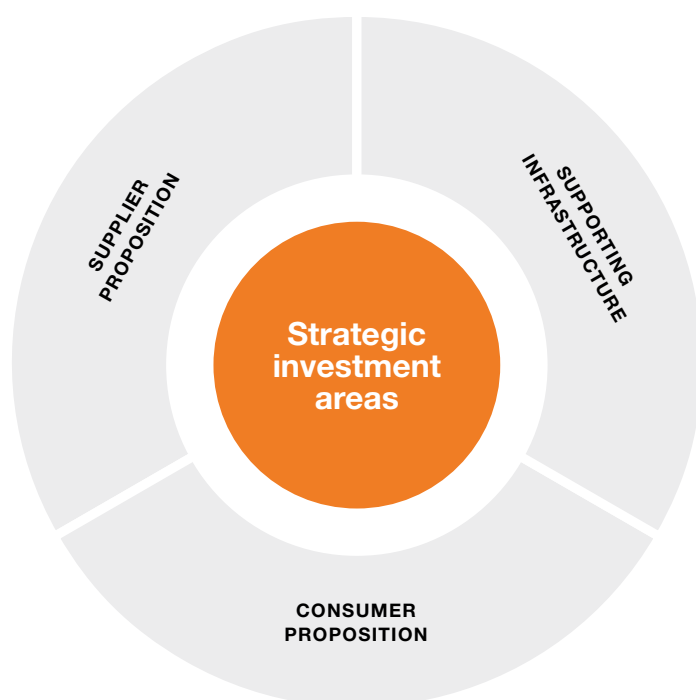 SUPPLIER
PROPOSITION
SUPPORTING
INFRASTRUCTURE
Strategic
investment
areas
CONSUMER
PROPOSITION